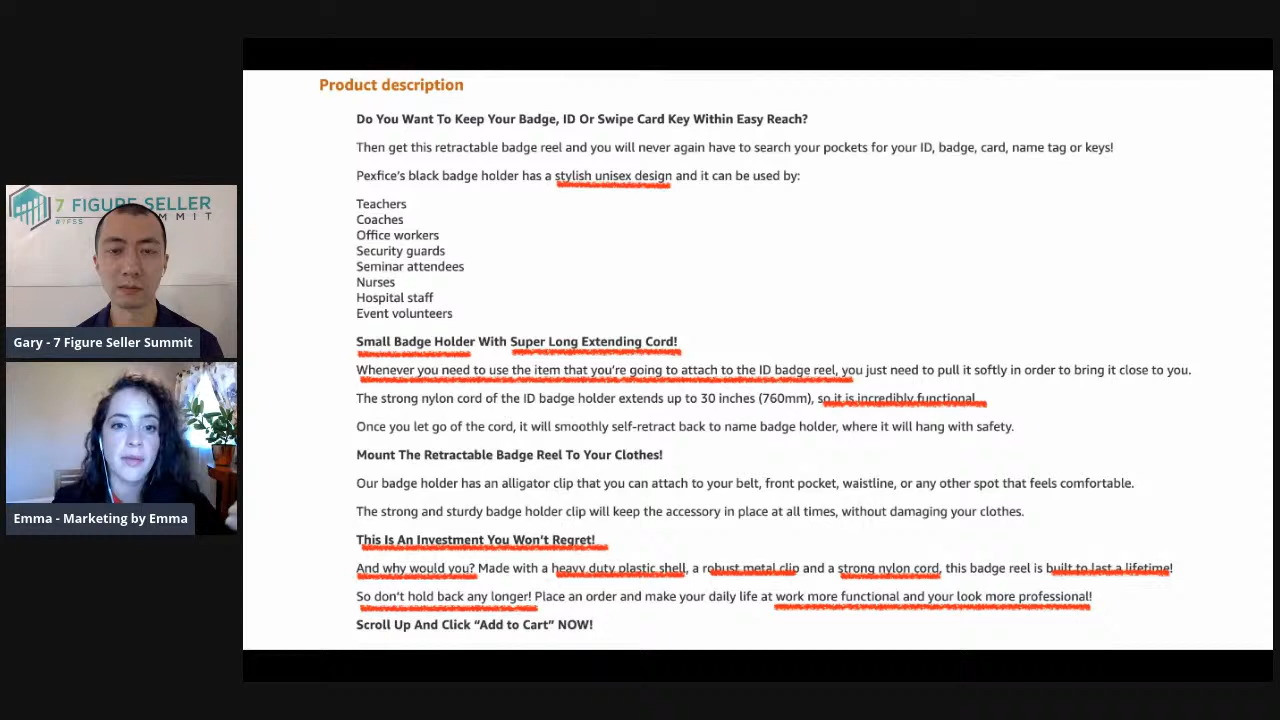 Product description
Do You Want To Keep Your Badge, ID Or Swipe Card Key Within Easy Reach?
Then get this retractable badge reel and you will never again have to search your pockets for your ID, badge, card, name tag or keys!
Pexfice's black badge holder has a stylish unisex design and it can be used by:
Teachers
Coaches
Office workers
Security guards
Seminar attendees
Nurses
Hospital staff
Event volunteers
Small Badge Holder With Super Long Extending Cord!
Whenever you need to use the item that you're going to attach to the ID badge reel, you just need to pull it softly in order to bring it close to you.
The strong nylon cord of the ID badge holder extends up to 30 inches (760mm), so it is incredibly functional.
Once you let go of the cord, it will smoothly self-retract back to name badge holder, where it will hang with safety.
Mount The Retractable Badge Reel To Your Clothes!
Our badge holder has an alligator clip that you can attach to your belt, front pocket, waistline, or any other spot that feels comfortable.
The strong and sturdy badge holder clip will keep the accessory in place at all times, without damaging your clothes.
This Is An Investment You Won't Regret!
And why would you? Made with a heavy duty plastic shell, a robust metal clip and a strong nylon cord, this badge reel is built to last a lifetime!
So don't hold back any longer! Place an order and make your daily life at work more functional and your look more professional!
Scroll Up And Click “Add to Cart” NOW!
7 FIGURE SELLER
#7FSS SUMMIT
Gary - 7 Figure Seller Summit
Emma - Marketing by Emma